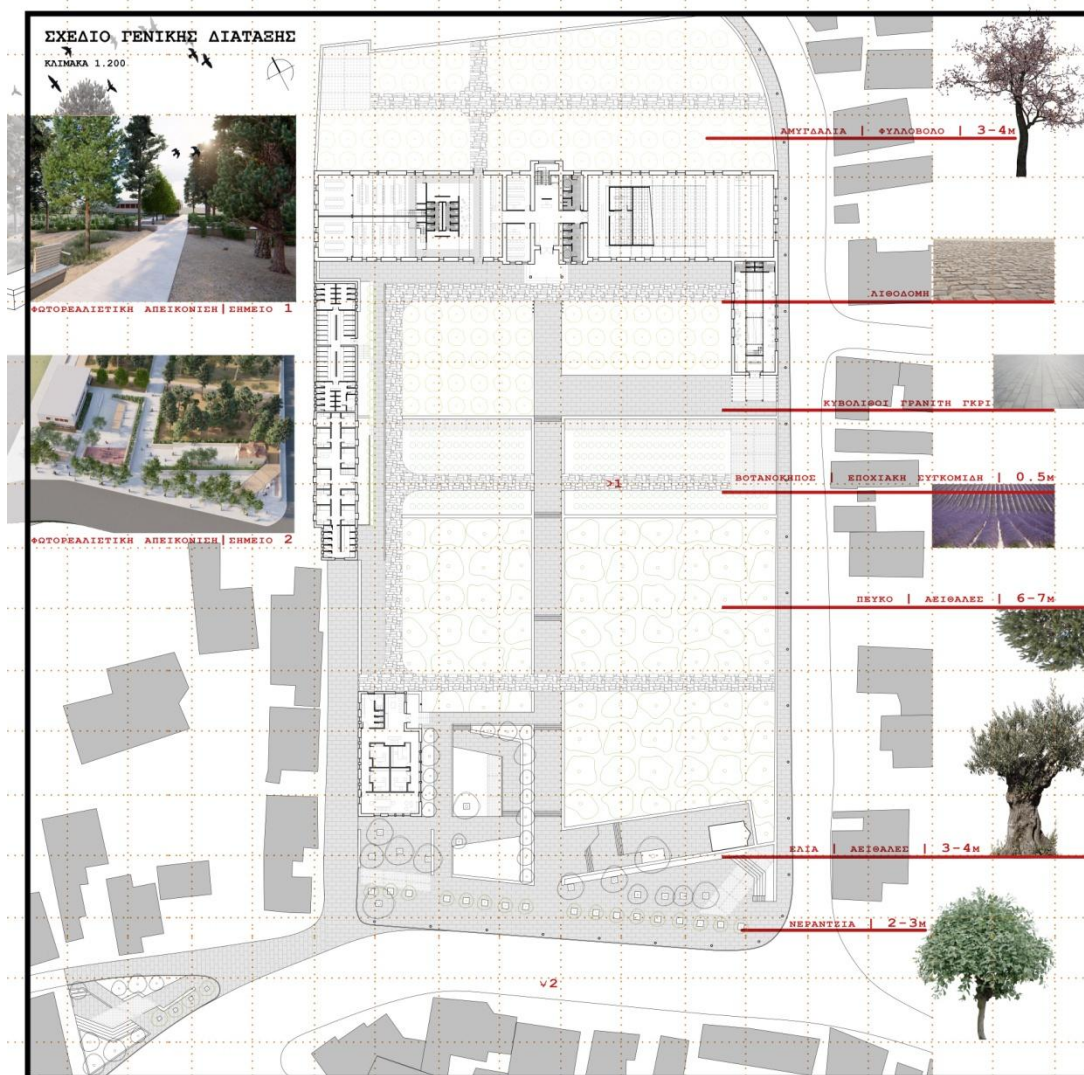 ΣΧΕΔΙΟ ΓΕΝΙΚΗΣ ΔΙΑΤΑΞΗΣ
ΚΛΙΜΑΚΑ 1.200
ΑΜΥΓΔΑΛΙΑ | ΦΥΛΛΟΒΟΛΟ | 3-4Μ
ΛΙΘΟΔΟΜΗ
ΦΩΤΟΡΕΑΛΙΣΤΙΚΗ ΑΠΕΙΚΟΝΙΣΗ|ΣΗΜΕΙΟ 1
ΚΥΒΟΛΙΘΟΙ ΓΡΑΝΙΤΗ ΓΚΡΙ
ΒΟΤΑΝΟΚΗΠΟΣ | ΕΠΟΧΙΑΚΗ ΣΥΓΚΟΜΙΔΗ | 0.5Μ
>1
ΦΩΤΟΡΕΑΛΙΣΤΙΚΗ ΑΠΕΙΚΟΝΙΣΗ|ΣΗΜΕΙΟ 2
ΠΕΥΚΟ | ΑΕΙΘΑΛΕΣ | 6-7Μ
ΕΛΙΑ | ΑΕΙΘΑΛΕΣ | 3-4Μ
ΝΕΡΑΝΤΖΙΑ | 2-3Μ
>2